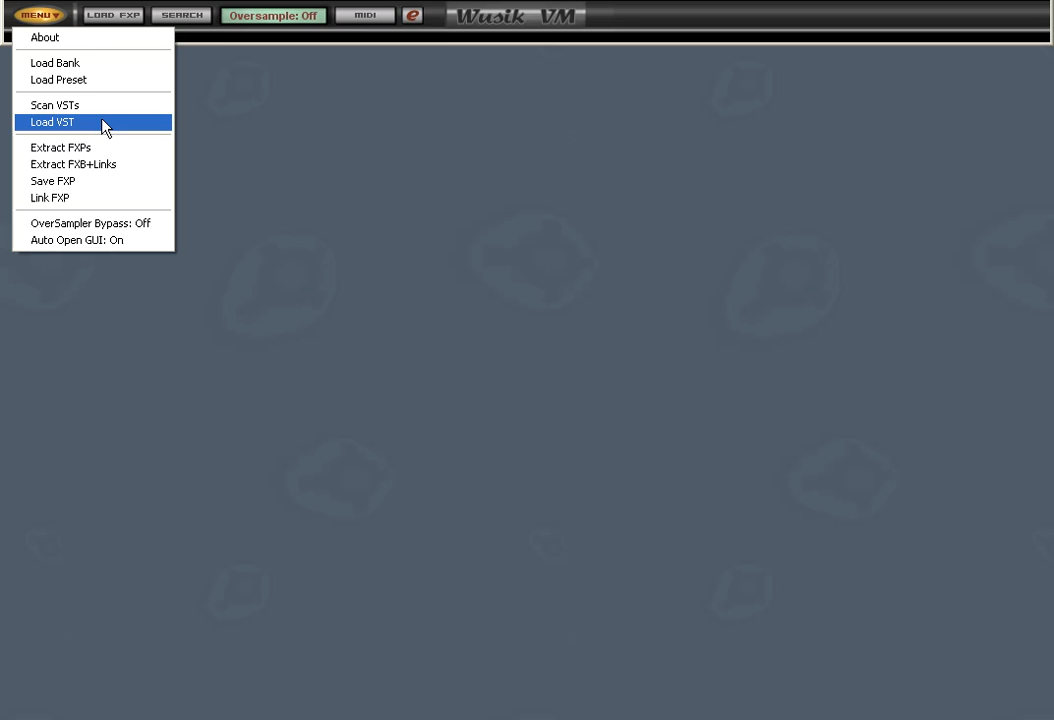 MENU LOAD FXP SEARCH Oversample: Off MIDI e Wusik VM
About
Load Bank
Load Preset
Scan VSTs
Load VST
Extract FXPs
Extract FXB+Links
Save FXP
Link FXP
OverSampler Bypass: Off
Auto Open GUI: On